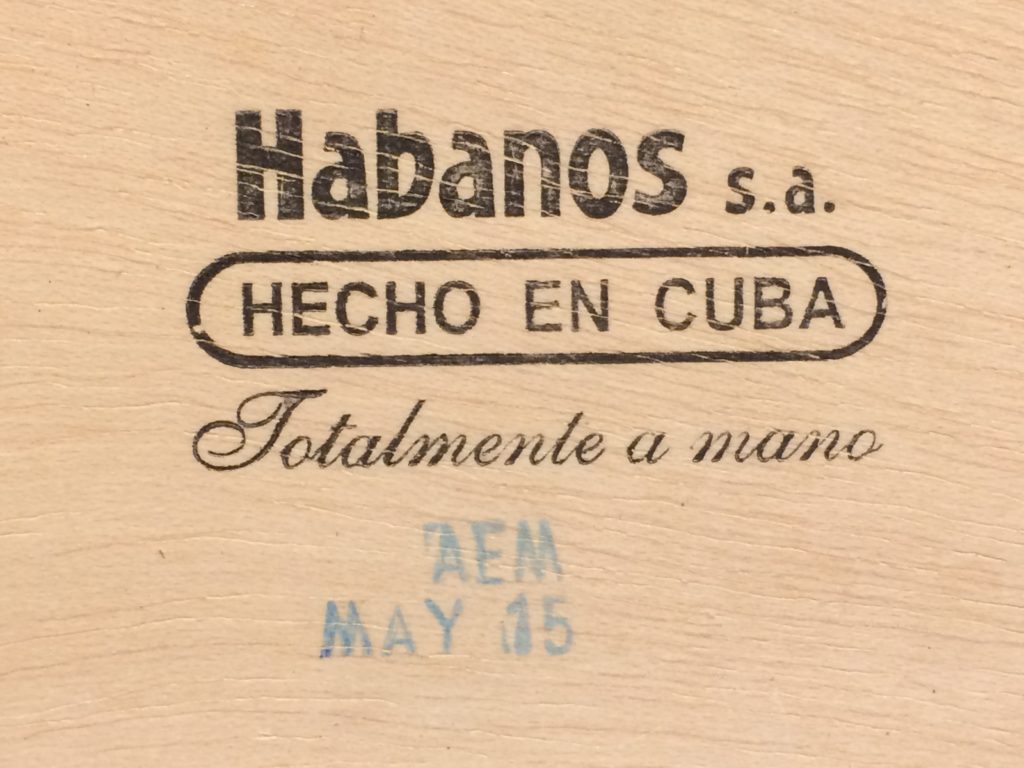 Habanos s.a.
HECHO EN CUBA
Totalmente a mano
AEM
MAY 15